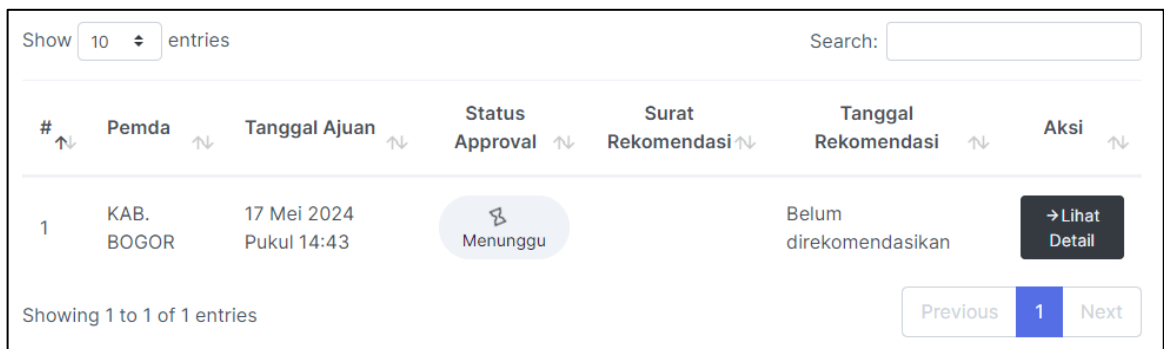 Show 10 entries Search:
# Pemda Tanggal Ajuan Status Approval Surat Rekomendasi Tanggal Rekomendasi Aksi
1 KAB. BOGOR 17 Mei 2024 Pukul 14:43 Menunggu Belum direkomendasikan →Lihat Detail
Showing 1 to 1 of 1 entries Previous 1 Next